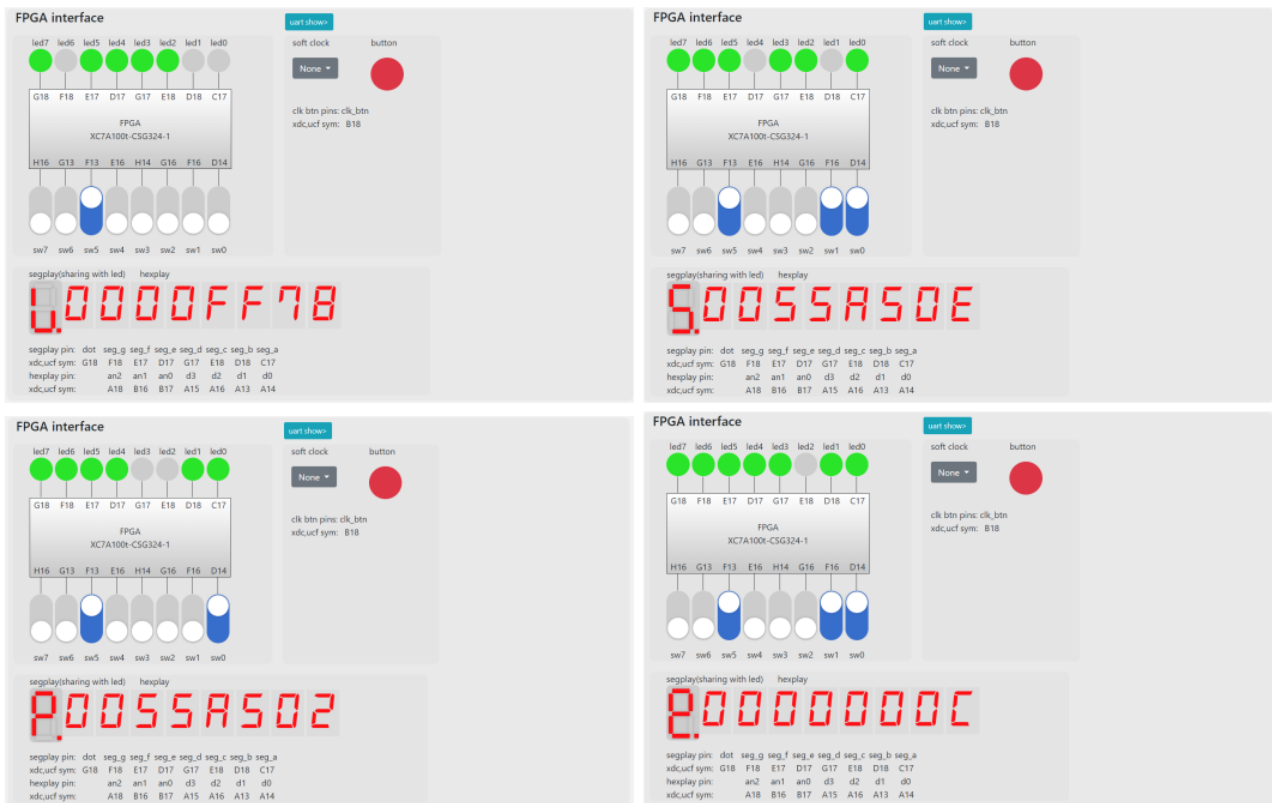 FPGA interface
uart show>
led7 led6 led5 led4 led3 led2 led1 led0
soft clock button
None
G18 F18 E17 D17 G17 E18 D18 C17
FPGA
XC7A100t-CSG324-1
clk btn pins: clk_btn
xdc,ucf sym: B18
H16 G13 F13 E16 H14 G16 F16 D14
sw7 sw6 sw5 sw4 sw3 sw2 sw1 sw0
segplay(sharing with led) hexplay
U.0000FF78
segplay pin: dot seg_g seg_f seg_e seg_d seg_c seg_b seg_a
xdc,ucf sym: G18 F18 E17 D17 G17 E18 D18 C17
hexplay pin: an2 an1 an0 d3 d2 d1 d0
xdc,ucf sym: A18 B16 B17 A15 A16 A13 A14
FPGA interface
uart show>
led7 led6 led5 led4 led3 led2 led1 led0
soft clock button
None
G18 F18 E17 D17 G17 E18 D18 C17
FPGA
XC7A100t-CSG324-1
clk btn pins: clk_btn
xdc,ucf sym: B18
H16 G13 F13 E16 H14 G16 F16 D14
sw7 sw6 sw5 sw4 sw3 sw2 sw1 sw0
segplay(sharing with led) hexplay
5.0055A50E
segplay pin: dot seg_g seg_f seg_e seg_d seg_c seg_b seg_a
xdc,ucf sym: G18 F18 E17 D17 G17 E18 D18 C17
hexplay pin: an2 an1 an0 d3 d2 d1 d0
xdc,ucf sym: A18 B16 B17 A15 A16 A13 A14
FPGA interface
uart show>
led7 led6 led5 led4 led3 led2 led1 led0
soft clock button
None
G18 F18 E17 D17 G17 E18 D18 C17
FPGA
XC7A100t-CSG324-1
clk btn pins: clk_btn
xdc,ucf sym: B18
H16 G13 F13 E16 H14 G16 F16 D14
sw7 sw6 sw5 sw4 sw3 sw2 sw1 sw0
segplay(sharing with led) hexplay
P.0055A502
segplay pin: dot seg_g seg_f seg_e seg_d seg_c seg_b seg_a
xdc,ucf sym: G18 F18 E17 D17 G17 E18 D18 C17
hexplay pin: an2 an1 an0 d3 d2 d1 d0
xdc,ucf sym: A18 B16 B17 A15 A16 A13 A14
FPGA interface
uart show>
led7 led6 led5 led4 led3 led2 led1 led0
soft clock button
None
G18 F18 E17 D17 G17 E18 D18 C17
FPGA
XC7A100t-CSG324-1
clk btn pins: clk_btn
xdc,ucf sym: B18
H16 G13 F13 E16 H14 G16 F16 D14
sw7 sw6 sw5 sw4 sw3 sw2 sw1 sw0
segplay(sharing with led) hexplay
e.0000000C
segplay pin: dot seg_g seg_f seg_e seg_d seg_c seg_b seg_a
xdc,ucf sym: G18 F18 E17 D17 G17 E18 D18 C17
hexplay pin: an2 an1 an0 d3 d2 d1 d0
xdc,ucf sym: A18 B16 B17 A15 A16 A13 A14